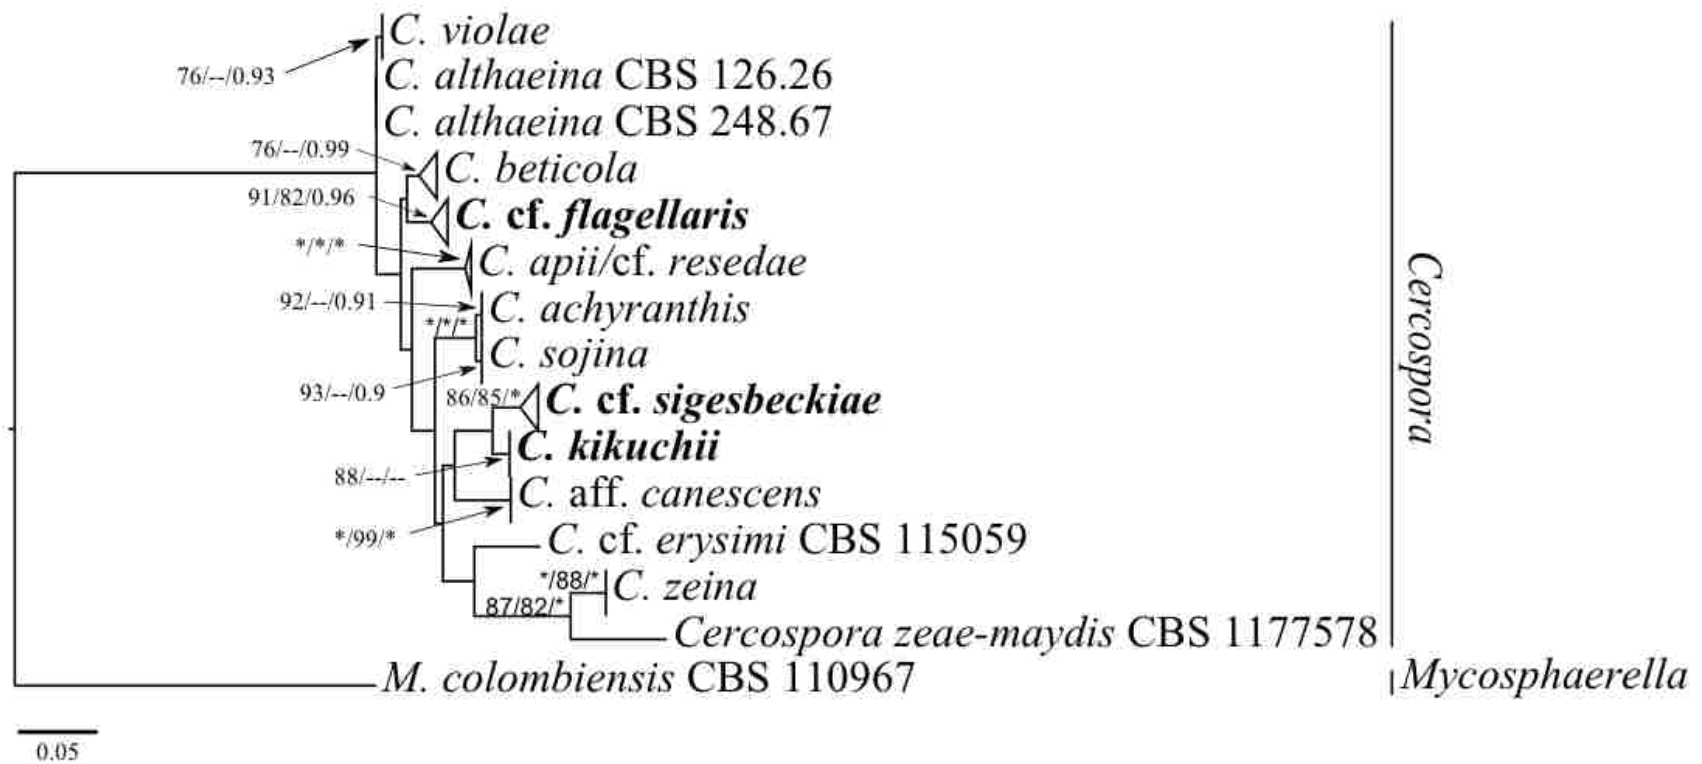 C. violae
76/--/0.93
C. althaeina CBS 126.26
C. althaeina CBS 248.67
76/--/0.99
C. beticola
91/82/0.96
C. cf. flagellaris
*/*/*
C. apii/cf. resedae
92/--/0.91
C. achyranthis
*/*/*
C. sojina
93/--/0.9
86/85/*
C. cf. sigesbeckiae
C. kikuchii
88/--/--
C. aff. canescens
*/99/*
C. cf. erysimi CBS 115059
*/88/*
C. zeina
87/82/*
Cercospora zeae-maydis CBS 1177578
M. colombiensis CBS 110967
Cercospora
Mycosphaerella
0.05